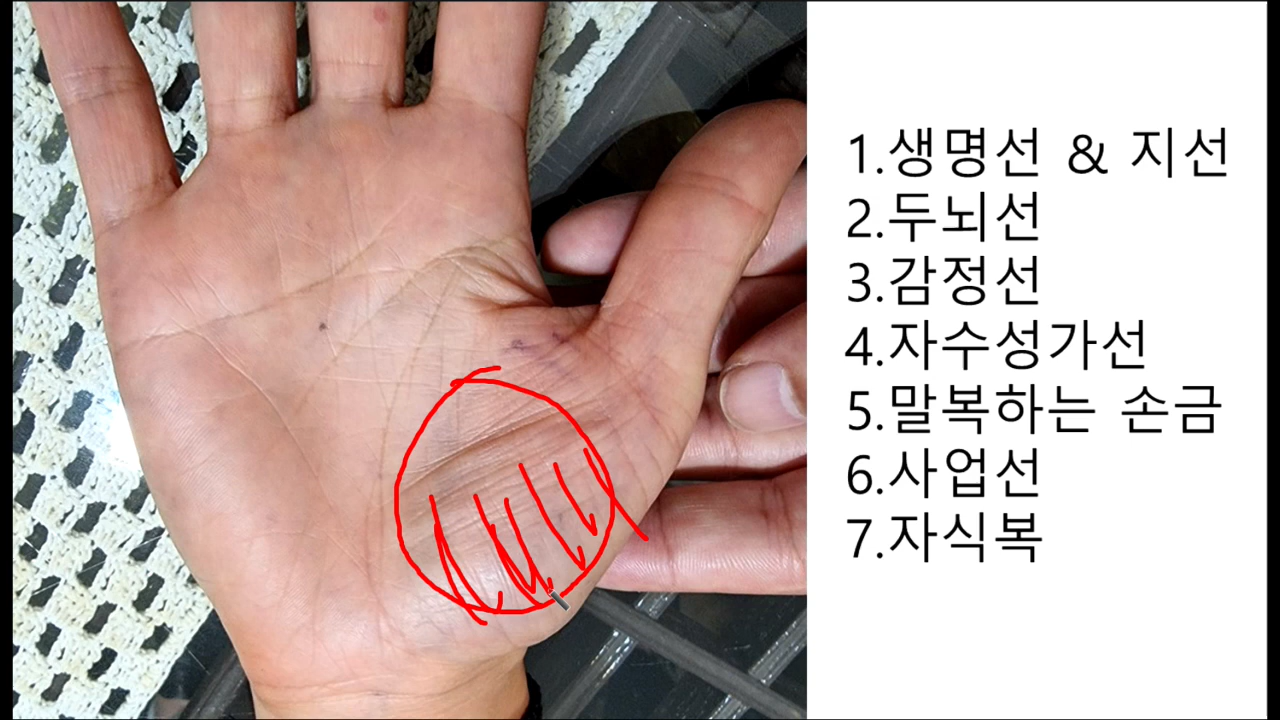 1.생명선 & 지선
2.두뇌선
3.감정선
4.자수성가선
5.말복하는 손금
6.사업선
7.자식복